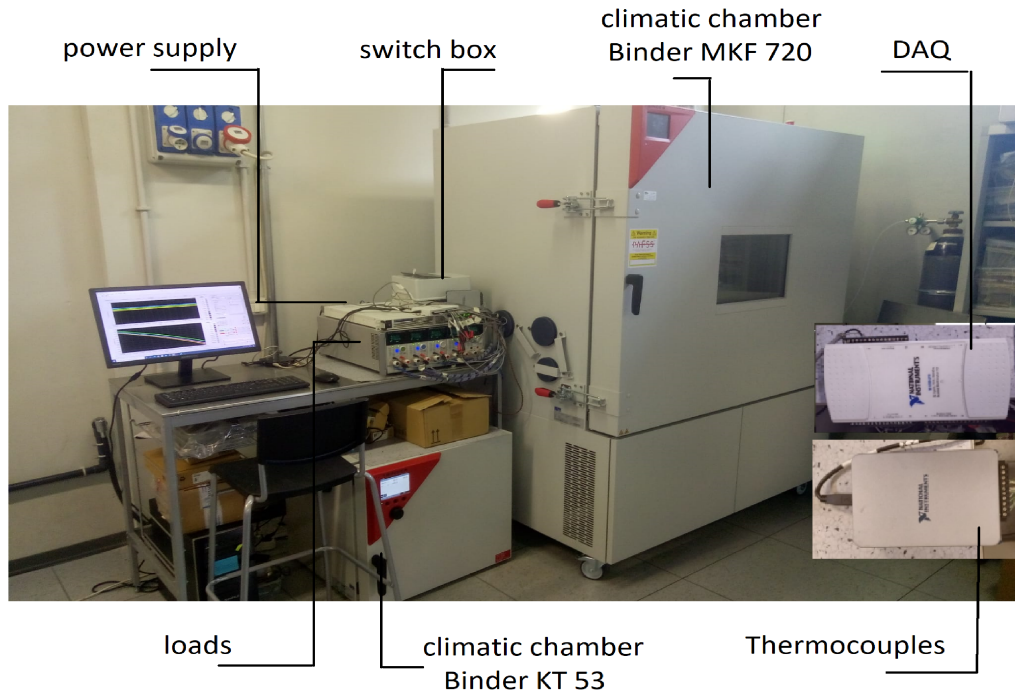 climatic chamber
Binder MKF 720
power supply
switch box
DAQ
Warning
NATIONAL
INSTRUMENTS
NATIONAL
INSTRUMENTS
loads
climatic chamber
Binder KT 53
Thermocouples